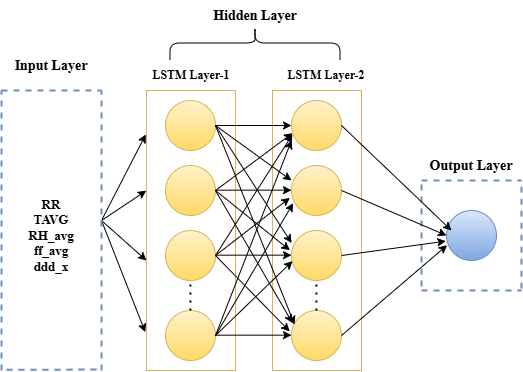 Hidden Layer
Input Layer
LSTM Layer-1
LSTM Layer-2
Output Layer
RR
TAVG
RH_avg
ff_avg
ddd_x